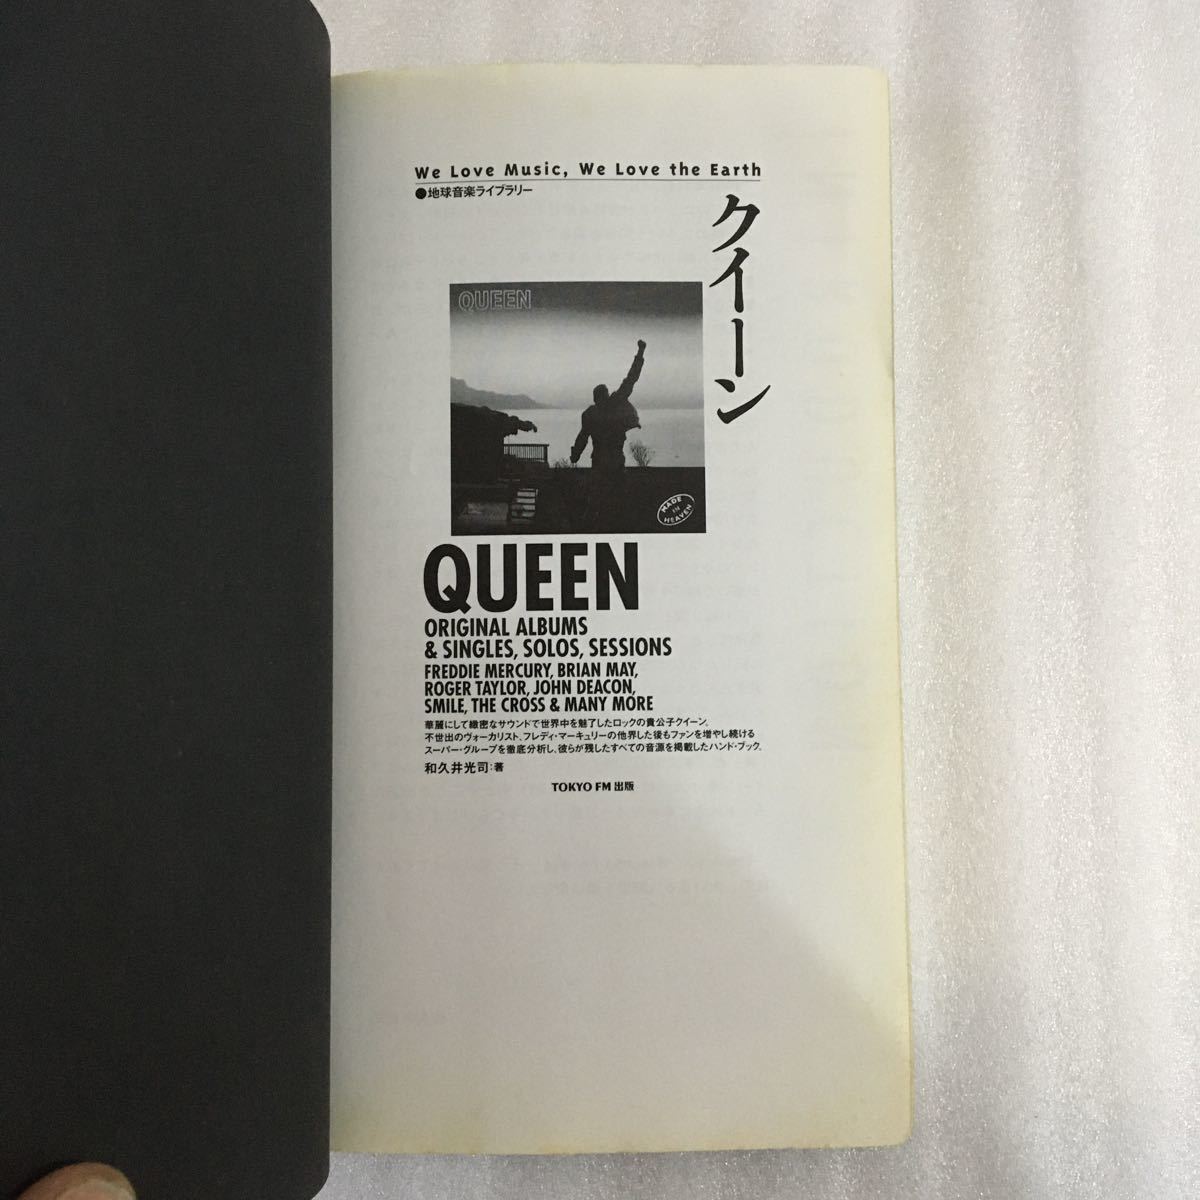 We Love Music, We Love the Earth
●地球音楽ライブラリー
クイーン
QUEEN
MADE
IN
HEAVEN
QUEEN
ORIGINAL ALBUMS
& SINGLES, SOLOS, SESSIONS
FREDDIE MERCURY, BRIAN MAY,
ROGER TAYLOR, JOHN DEACON,
SMILE, THE CROSS & MANY MORE
華麗にして緻密なサウンドで世界中を魅了したロックの貴公子クイーン。
不世出のヴォーカリスト、フレディ・マーキュリーの他界した後もファンを増やし続ける
スーパー・グループを徹底分析し、彼らが残したすべての音源を掲載したハンド・ブック。
和久井光司：著
TOKYO FM 出版